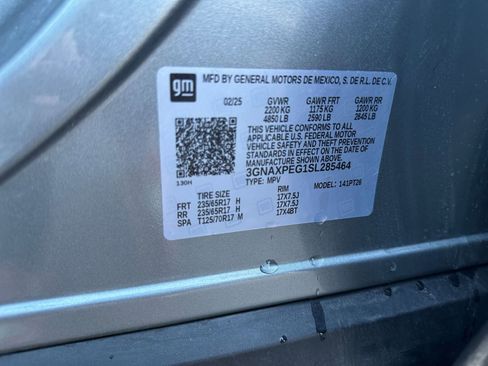 gm
MFD BY GENERAL MOTORS DE MEXICO, S. DE R.L. DE C.V.
02/25 GVWR GAWR FRT GAWR RR
2200 KG 1175 KG 1200 KG
4850 LB 2590 LB 2645 LB
THIS VEHICLE CONFORMS TO ALL
APPLICABLE U.S. FEDERAL MOTOR
VEHICLE SAFETY AND THEFT PREVENTION
STANDARDS IN EFFECT ON THE DATE OF
MANUFACTURE SHOWN ABOVE.
3GNAXPEG1SL285464
TYPE: MPV MODEL: 141PT26
130H
TIRE SIZE RIM
FRT 235/65R17 H 17X7.5J
RR 235/65R17 H 17X7.5J
SPA T125/70R17 M 17X4BT